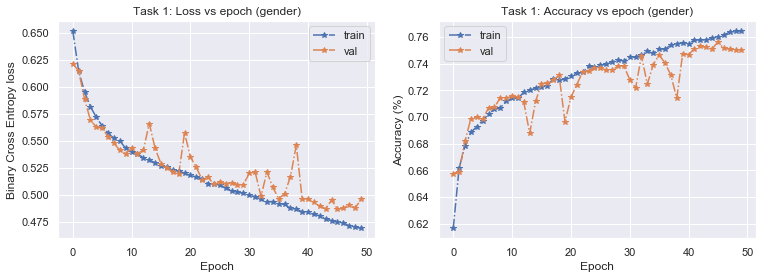 Task 1: Loss vs epoch (gender)
Binary Cross Entropy loss
0.650
0.625
0.600
0.575
0.550
0.525
0.500
0.475
train
val
0
10
20
30
40
50
Epoch
Task 1: Accuracy vs epoch (gender)
Accuracy (%)
0.76
0.74
0.72
0.70
0.68
0.66
0.64
0.62
train
val
0
10
20
30
40
50
Epoch